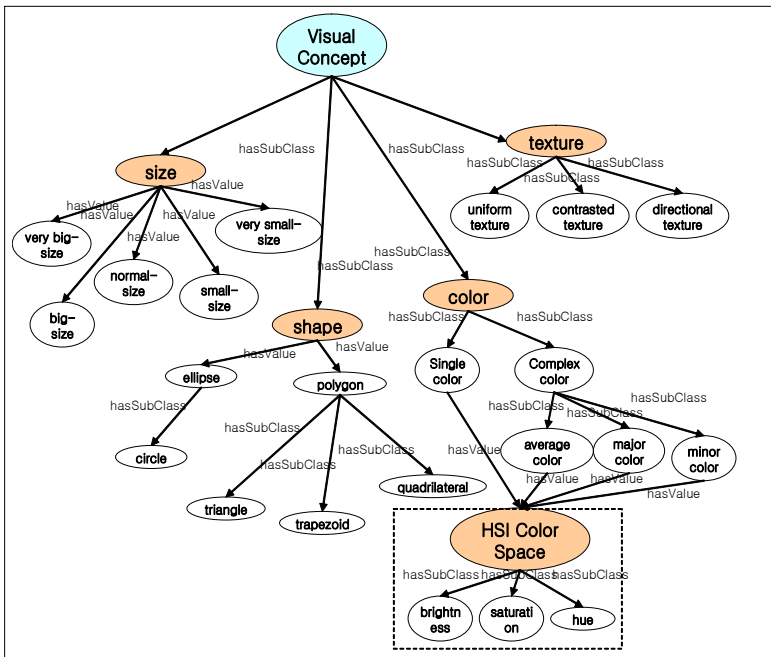 Visual
Concept
hasSubClass
hasSubClass
texture
hasSubClass
hasSubClass
hasSubClass
size
hasValue
hasValue
hasValue
hasValue
hasValue
very big–
size
very small–
size
normal–
size
small–
size
big–
size
uniform
texture
contrasted
texture
directional
texture
hasSubClass
hasSubClass
color
hasSubClass
hasSubClass
shape
hasValue
hasValue
ellipse
polygon
Single
color
Complex
color
hasSubClass
hasSubClass
hasSubClass
hasSubClass
hasSubClass
hasSubClass
circle
triangle
trapezoid
quadrilateral
hasValue
average
color
major
color
minor
color
hasValue
hasValue
hasValue
HSI Color
Space
hasSubClass
hasSubClass
hasSubClass
brightn
ess
saturati
on
hue